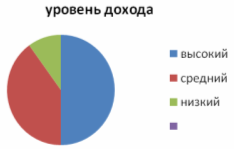 уровень дохода
высокий
средний
низкий